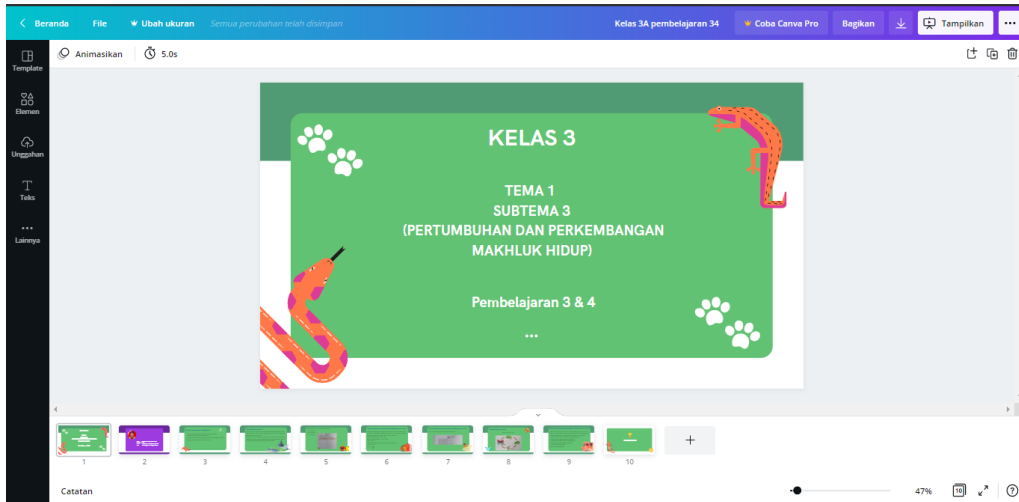 Beranda File Ubah ukuran Semua perubahan telah disimpan Kelas 3A pembelajaran 34 Coba Canva Pro Bagikan Tampilkan
Template
Elemen
Unggahan
Teks
Lainnya
Animasikan 5.0s
KELAS 3
TEMA 1
SUBTEMA 3
(PERTUMBUHAN DAN PERKEMBANGAN
MAKHLUK HIDUP)
Pembelajaran 3 & 4
...
1 2 3 4 5 6 7 8 9 10
Catatan 47% 10